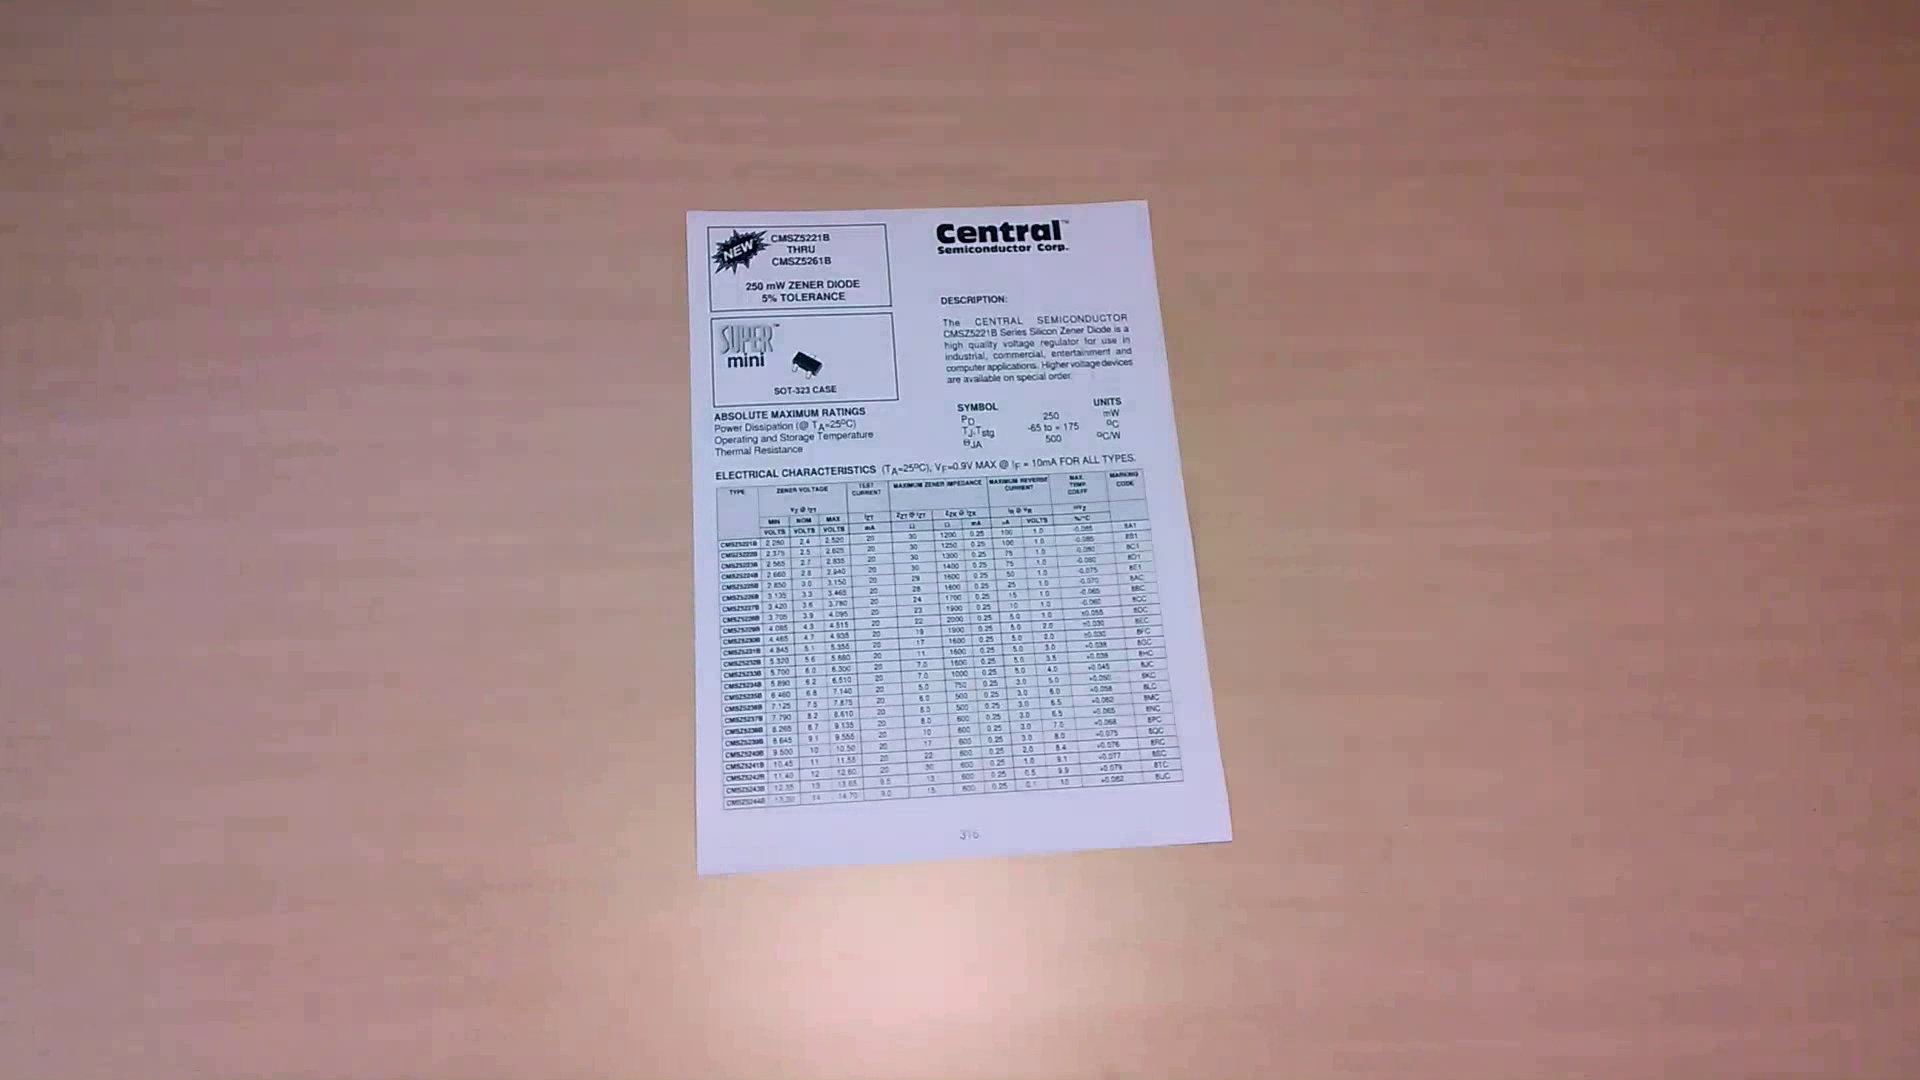 NEW
CMSZ5221B
THRU
CMSZ5261B
250 mW ZENER DIODE
5% TOLERANCE
SUPER™
mini
SOT-323 CASE
Central™
Semiconductor Corp.
DESCRIPTION:
The CENTRAL SEMICONDUCTOR
CMSZ5221B Series Silicon Zener Diode is a
high quality voltage regulator for use in
industrial, commercial, entertainment and
computer applications. Higher voltage devices
are available on special order.
ABSOLUTE MAXIMUM RATINGS SYMBOL UNITS
Power Dissipation (@ TA=25ºC) PD 250 mW
Operating and Storage Temperature TJ,Tstg -65 to + 175 ºC
Thermal Resistance ΘJA 500 ºC/W
ELECTRICAL CHARACTERISTICS (TA=25ºC), VF=0.9V MAX @ IF = 10mA FOR ALL TYPES.
TYPE ZENER VOLTAGE TEST CURRENT MAXIMUM ZENER IMPEDANCE MAXIMUM REVERSE CURRENT MAX. TEMP. COEFF MARKING CODE
VZ @ IZT IZT ZZT @ IZT ZZK @ IZK IR @ VR
MIN NOM MAX
VOLTS VOLTS VOLTS mA Ω Ω mA µA VOLTS %/°C
CMSZ5221B 2.280 2.4 2.520 20 30 1200 0.25 100 1.0 -0.085 8A1
CMSZ5222B 2.375 2.5 2.625 20 30 1250 0.25 100 1.0 -0.085 8B1
CMSZ5223B 2.565 2.7 2.835 20 30 1300 0.25 75 1.0 -0.080 8C1
CMSZ5224B 2.660 2.8 2.940 20 30 1400 0.25 75 1.0 -0.080 8D1
CMSZ5225B 2.850 3.0 3.150 20 29 1600 0.25 50 1.0 -0.075 8E1
CMSZ5226B 3.135 3.3 3.465 20 28 1600 0.25 25 1.0 -0.070 8AC
CMSZ5227B 3.420 3.6 3.780 20 24 1700 0.25 15 1.0 -0.065 8BC
CMSZ5228B 3.705 3.9 4.095 20 23 1900 0.25 10 1.0 -0.060 8CC
CMSZ5229B 4.085 4.3 4.515 20 22 2000 0.25 5.0 1.0 ±0.055 8DC
CMSZ5230B 4.465 4.7 4.935 20 19 1900 0.25 5.0 2.0 ±0.030 8EC
CMSZ5231B 4.845 5.1 5.355 20 17 1600 0.25 5.0 2.0 ±0.030 8FC
CMSZ5232B 5.320 5.6 5.880 20 11 1600 0.25 5.0 3.0 +0.038 8GC
CMSZ5233B 5.700 6.0 6.300 20 7.0 1600 0.25 5.0 3.5 +0.038 8HC
CMSZ5234B 5.890 6.2 6.510 20 7.0 1000 0.25 5.0 4.0 +0.045 8JC
CMSZ5235B 6.460 6.8 7.140 20 5.0 750 0.25 3.0 5.0 +0.050 8KC
CMSZ5236B 7.125 7.5 7.875 20 6.0 500 0.25 3.0 6.0 +0.058 8LC
CMSZ5237B 7.790 8.2 8.610 20 8.0 500 0.25 3.0 6.5 +0.062 8MC
CMSZ5238B 8.265 8.7 9.135 20 8.0 600 0.25 3.0 6.5 +0.065 8NC
CMSZ5239B 8.645 9.1 9.555 20 10 600 0.25 3.0 7.0 +0.068 8PC
CMSZ5240B 9.500 10 10.50 20 17 600 0.25 3.0 8.0 +0.075 8QC
CMSZ5241B 10.45 11 11.55 20 22 600 0.25 2.0 8.4 +0.076 8RC
CMSZ5242B 11.40 12 12.60 20 30 600 0.25 1.0 9.1 +0.077 8SC
CMSZ5243B 12.35 13 13.65 9.5 13 600 0.25 0.5 9.9 +0.079 8TC
CMSZ5244B 13.30 14 14.70 9.0 15 600 0.25 0.1 10 +0.082 8UC
316